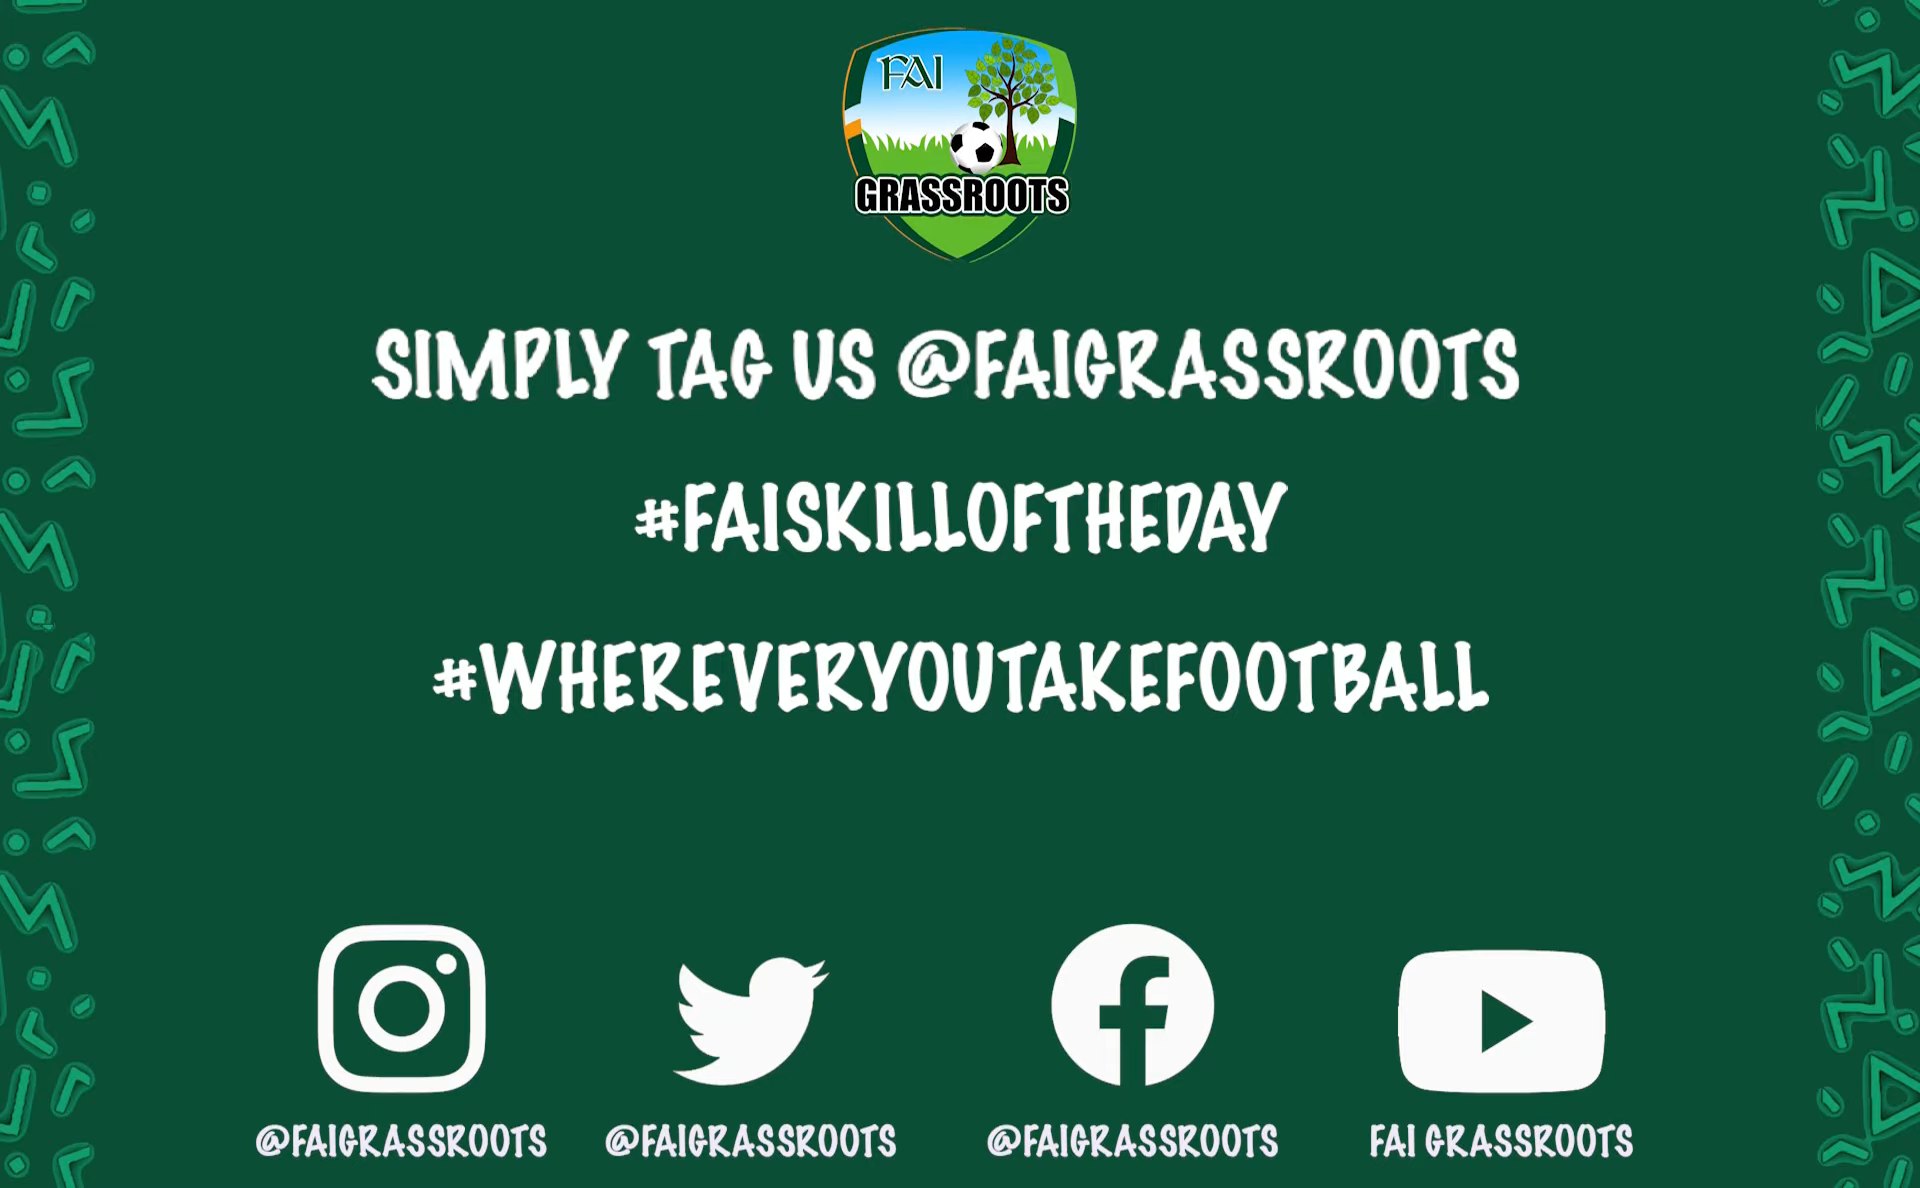 FAI
GRASSROOTS
SIMPLY TAG US @FAIGRASSROOTS
#FAISKILLOFTHEDAY
#WHEREVERYOUTAKEFOOTBALL
@FAIGRASSROOTS @FAIGRASSROOTS @FAIGRASSROOTS FAI GRASSROOTS